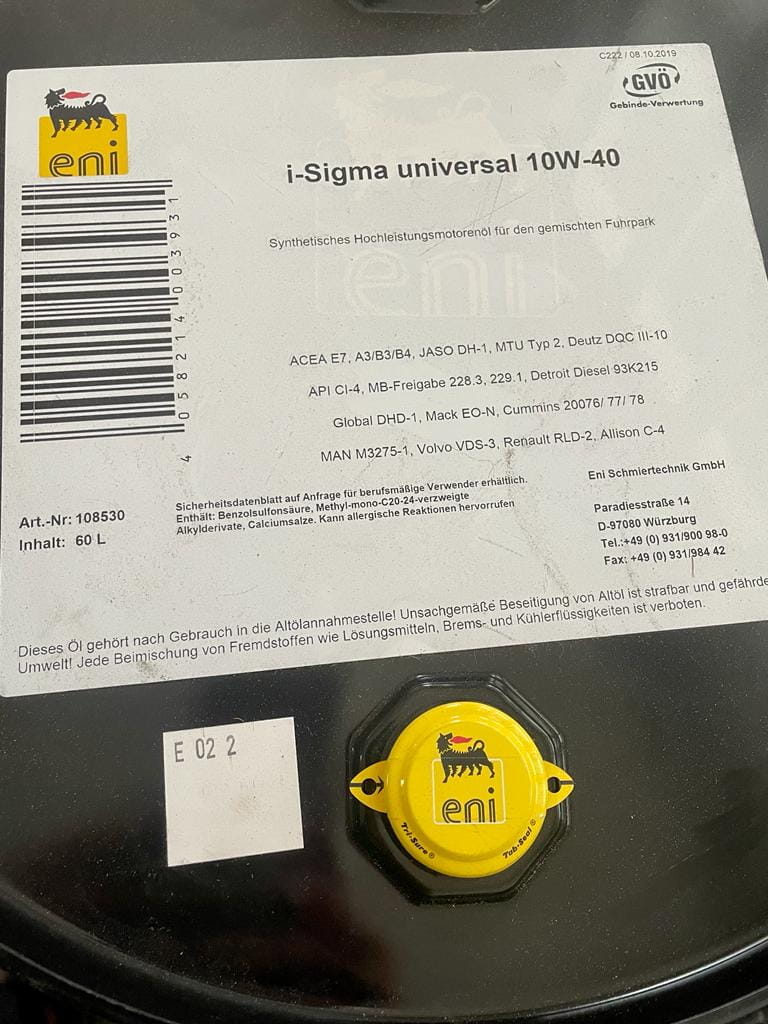 C222 / 08.10.2019
GVÖ
Gebinde-Verwertung
eni
i-Sigma universal 10W-40
Synthetisches Hochleistungsmotorenöl für den gemischten Fuhrpark
eni
4 058214 003931
ACEA E7, A3/B3/B4, JASO DH-1, MTU Typ 2, Deutz DQC III-10
API CI-4, MB-Freigabe 228.3, 229.1, Detroit Diesel 93K215
Global DHD-1, Mack EO-N, Cummins 20076/ 77/ 78
MAN M3275-1, Volvo VDS-3, Renault RLD-2, Allison C-4
Art.-Nr: 108530
Inhalt: 60 L
Sicherheitsdatenblatt auf Anfrage für berufsmäßige Verwender erhältlich.
Enthält: Benzolsulfonsäure, Methyl-mono-C20-24-verzweigte
Alkylderivate, Calciumsalze. Kann allergische Reaktionen hervorrufen
Eni Schmiertechnik GmbH
Paradiesstraße 14
D-97080 Würzburg
Tel.:+49 (0) 931/900 98-0
Fax: +49 (0) 931/984 42
Dieses Öl gehört nach Gebrauch in die Altölannahmestelle! Unsachgemäße Beseitigung von Altöl ist strafbar und gefährde
Umwelt! Jede Beimischung von Fremdstoffen wie Lösungsmitteln, Brems- und Kühlerflüssigkeiten ist verboten.
E 02 2
eni
Tri-Sure®
Tab-Seal®